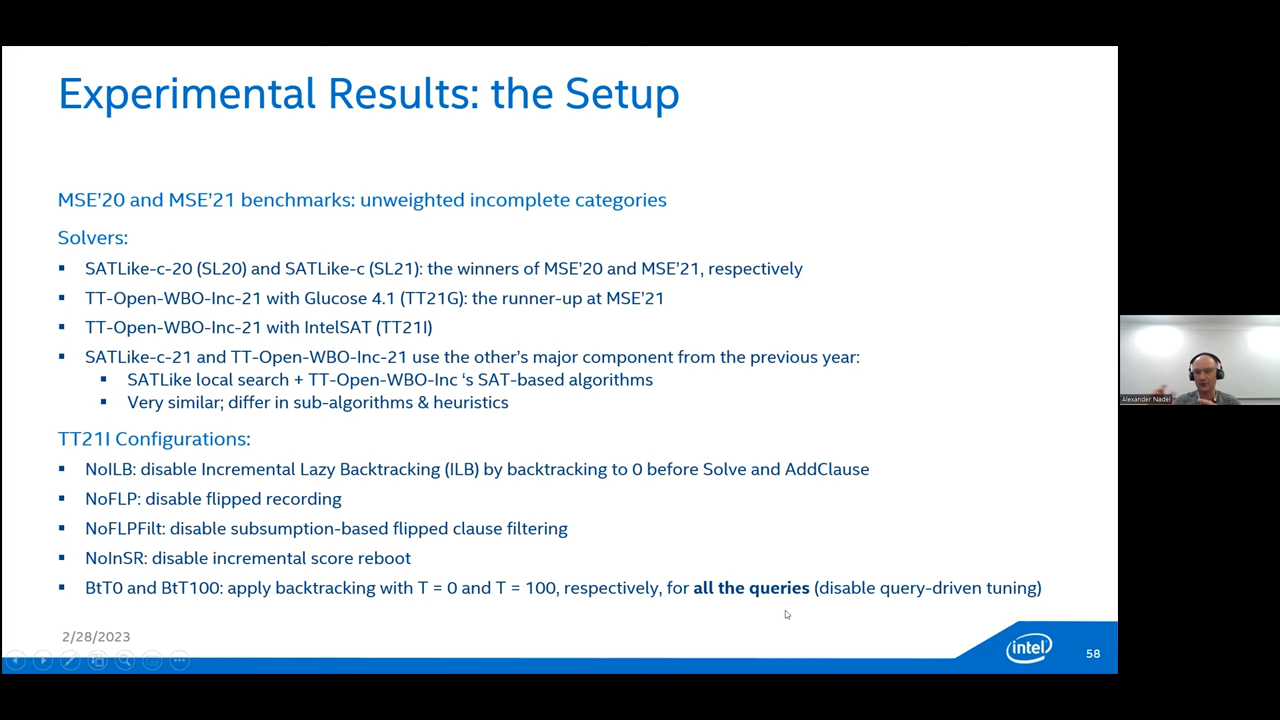 Experimental Results: the Setup
MSE'20 and MSE'21 benchmarks: unweighted incomplete categories
Solvers:
▪ SATLike-c-20 (SL20) and SATLike-c (SL21): the winners of MSE'20 and MSE'21, respectively
▪ TT-Open-WBO-Inc-21 with Glucose 4.1 (TT21G): the runner-up at MSE'21
▪ TT-Open-WBO-Inc-21 with IntelSAT (TT21I)
▪ SATLike-c-21 and TT-Open-WBO-Inc-21 use the other's major component from the previous year:
▪ SATLike local search + TT-Open-WBO-Inc 's SAT-based algorithms
▪ Very similar; differ in sub-algorithms & heuristics
TT21I Configurations:
▪ NoILB: disable Incremental Lazy Backtracking (ILB) by backtracking to 0 before Solve and AddClause
▪ NoFLP: disable flipped recording
▪ NoFLPFilt: disable subsumption-based flipped clause filtering
▪ NoInSR: disable incremental score reboot
▪ BtT0 and BtT100: apply backtracking with T = 0 and T = 100, respectively, for all the queries (disable query-driven tuning)
2/28/2023
intel
58
Alexander Nadel